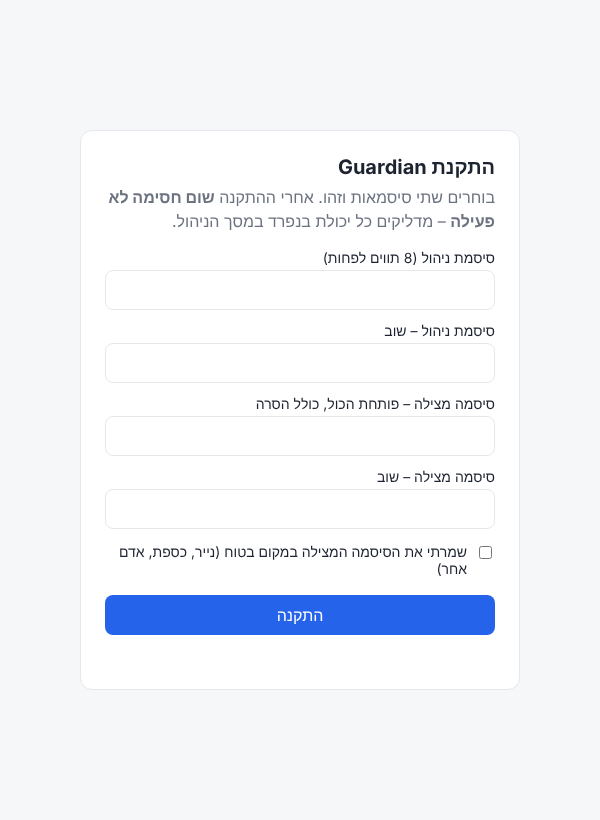 התקנת Guardian
בוחרים שתי סיסמאות וזהו. אחרי ההתקנה שום חסימה לא
פעילה – מדליקים כל יכולת בנפרד במסך הניהול.
סיסמת ניהול (8 תווים לפחות)
סיסמת ניהול – שוב
סיסמה מצילה – פותחת הכול, כולל הסרה
סיסמה מצילה – שוב
שמרתי את הסיסמה המצילה במקום בטוח (נייר, כספת, אדם
אחר)
התקנה